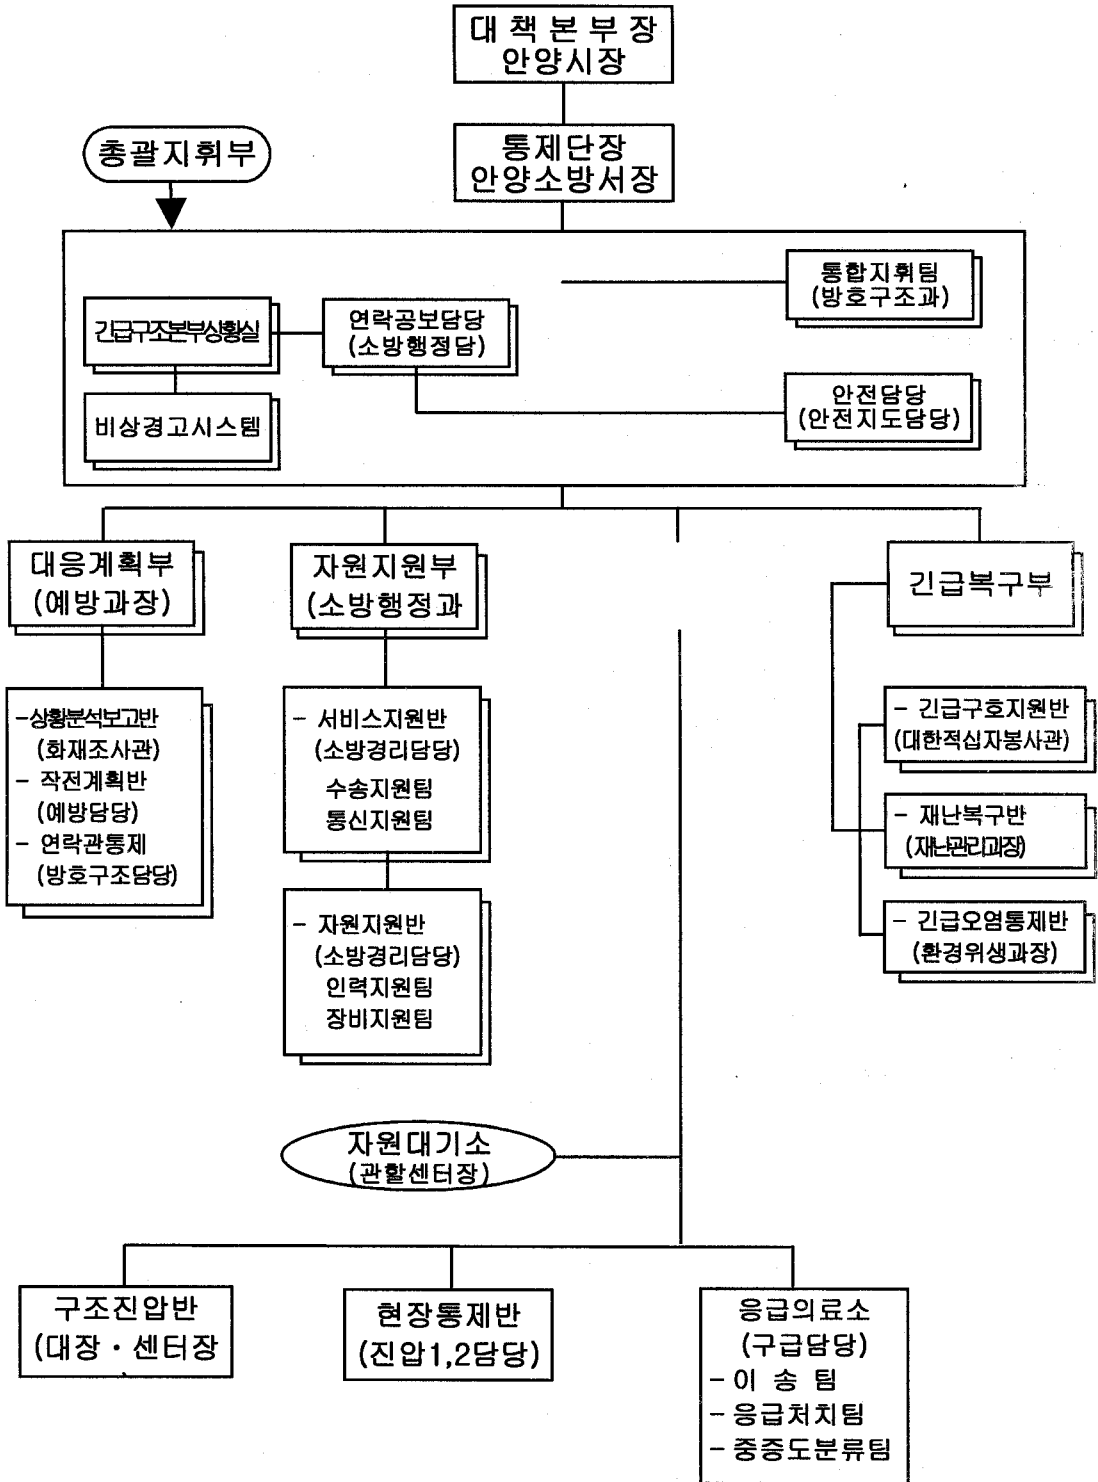 대 책 본 부 장
안양시장
총괄지휘부
통제단장
안양소방서장
통합지휘팀
(방호구조과)
긴급구조본부상황실
연락공보담당
(소방행정담)
비상경고시스템
안전담당
(안전지도담당)
대응계획부
(예방과장)
자원지원부
(소방행정과
긴급복구부
-상황분석보고반
(화재조사관)
- 작전계획반
(예방담당)
- 연락관통제
(방호구조담당)
- 서비스지원반
(소방경리담당)
수송지원팀
통신지원팀
- 자원지원반
(소방경리담당)
인력지원팀
장비지원팀
- 긴급구호지원반
(대한적십자봉사관)
- 재난복구반
(재난관리과장)
- 긴급오염통제반
(환경위생과장)
자원대기소
(관할센터장)
구조진압반
(대장・센터장
현장통제반
(진압1,2담당)
응급의료소
(구급담당)
- 이 송 팀
- 응급처치팀
- 중증도분류팀